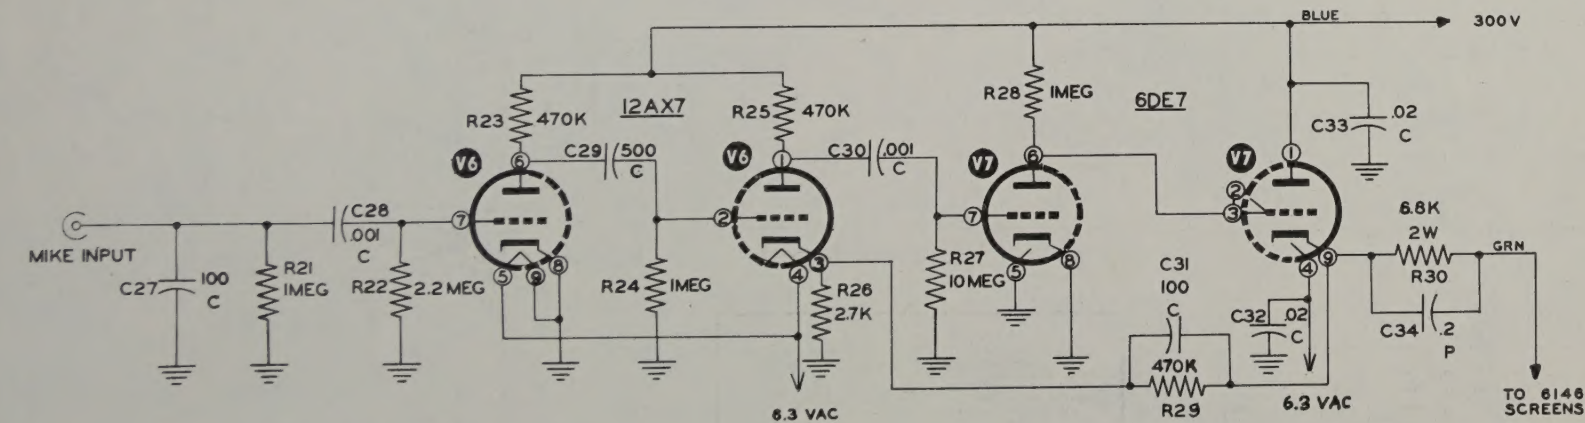 BLUE
300V
R23
470K
12AX7
R25
470K
R28
1MEG
6DE7
C33
.02
C
V6
6
C29
500
C
V6
1
C30
.001
C
V7
6
V7
1
2
3
MIKE INPUT
C28
.001
C
7
2
7
6.8K
2W
R30
GRN
C27
100
C
R21
1MEG
R22
2.2MEG
5
9
8
R24
1MEG
4
3
R26
2.7K
R27
10MEG
5
8
C31
100
C
470K
R29
C32
.02
C
4
9
C34
.2
P
6.3 VAC
6.3 VAC
TO 6146
SCREENS